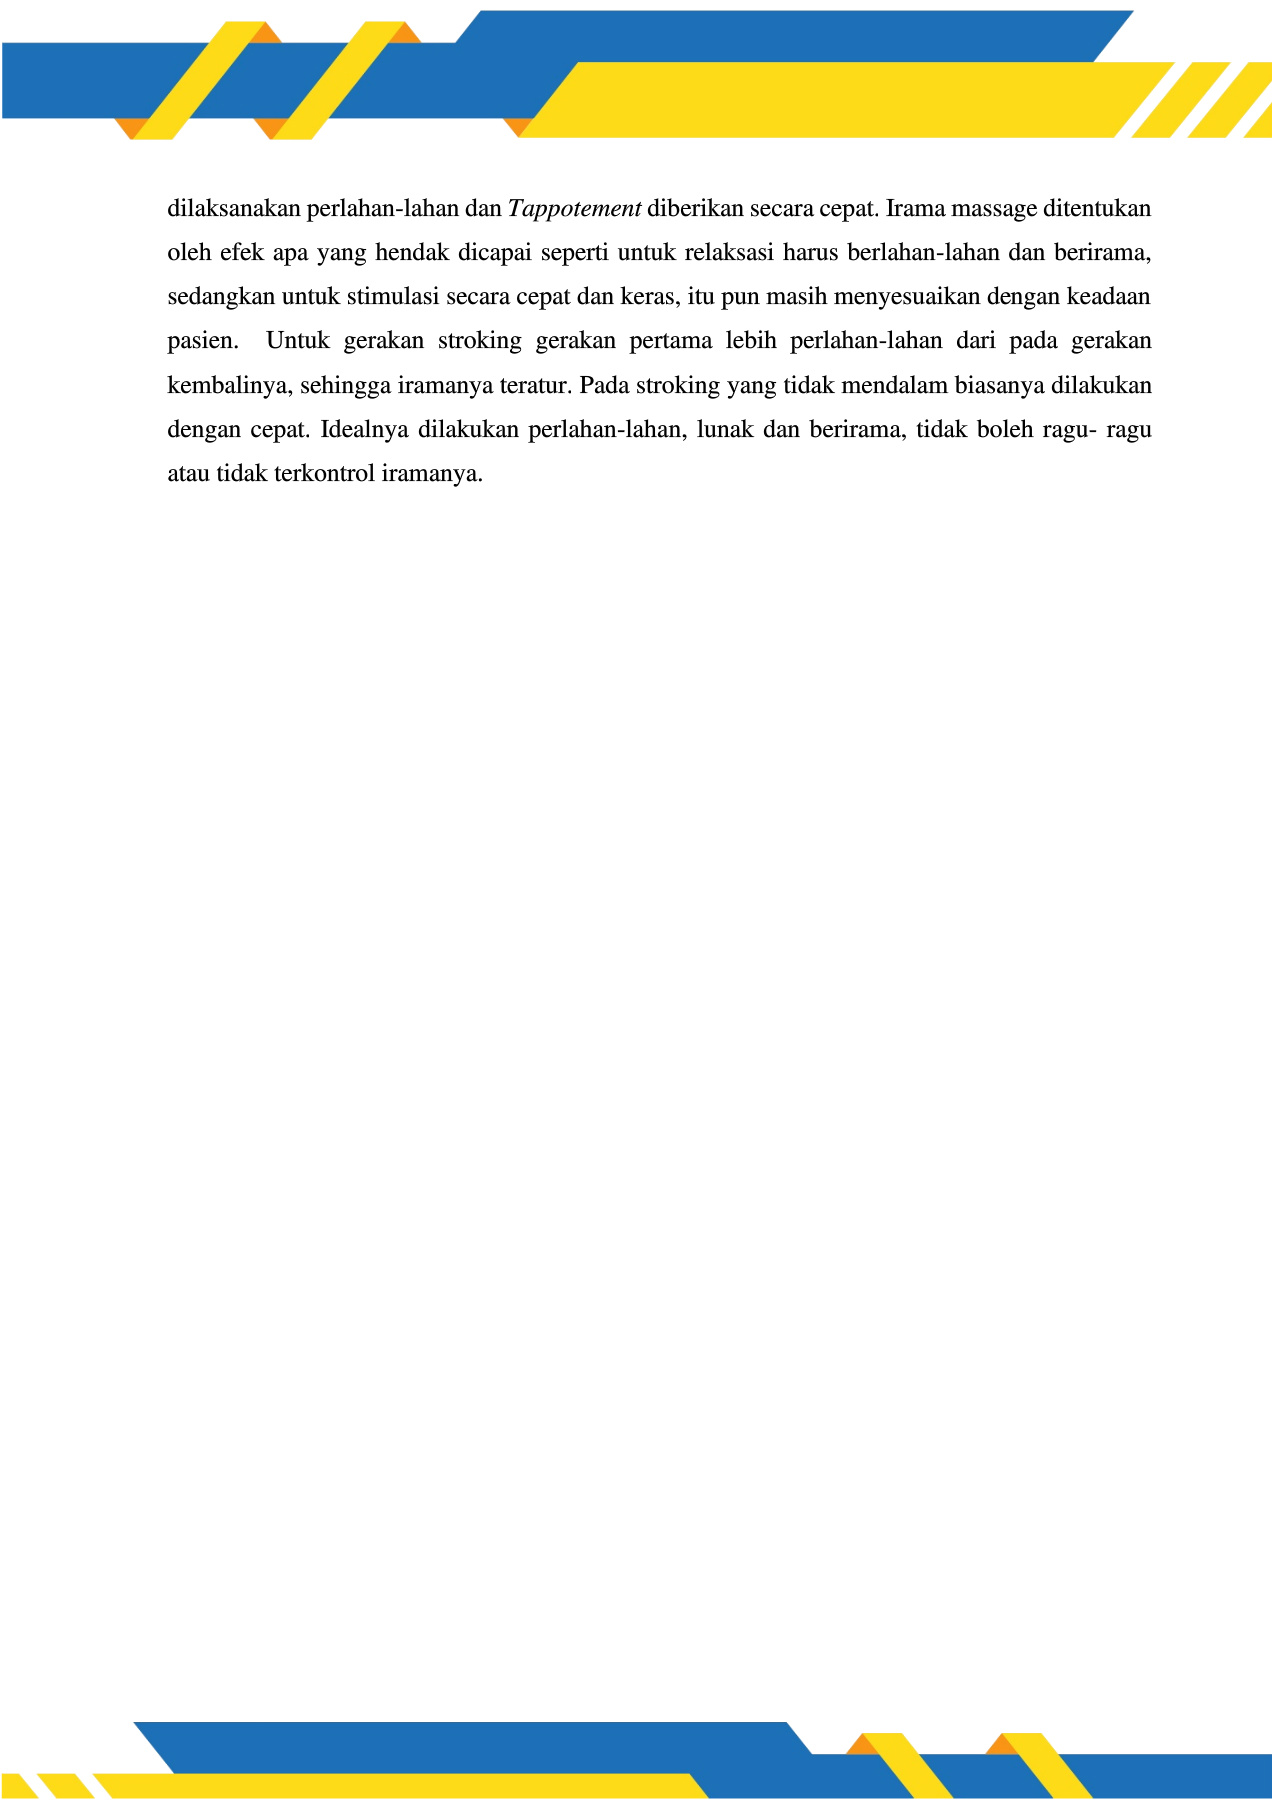 dilaksanakan perlahan-lahan dan Tappotement diberikan secara cepat. Irama massage ditentukan
oleh efek apa yang hendak dicapai seperti untuk relaksasi harus berlahan-lahan dan berirama,
sedangkan untuk stimulasi secara cepat dan keras, itu pun masih menyesuaikan dengan keadaan
pasien.  Untuk gerakan stroking gerakan pertama lebih perlahan-lahan dari pada gerakan
kembalinya, sehingga iramanya teratur. Pada stroking yang tidak mendalam biasanya dilakukan
dengan cepat. Idealnya dilakukan perlahan-lahan, lunak dan berirama, tidak boleh ragu- ragu
atau tidak terkontrol iramanya.